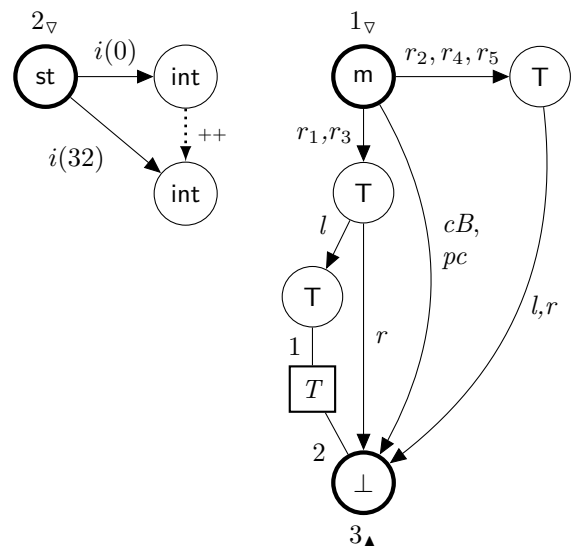 2▽ 1▽
st i(0) int m r₂, r₄, r₅ T
++ r₁,r₃
i(32) int T
l cB,
pc
T l,r
1 r
T
2
⊥
3▲